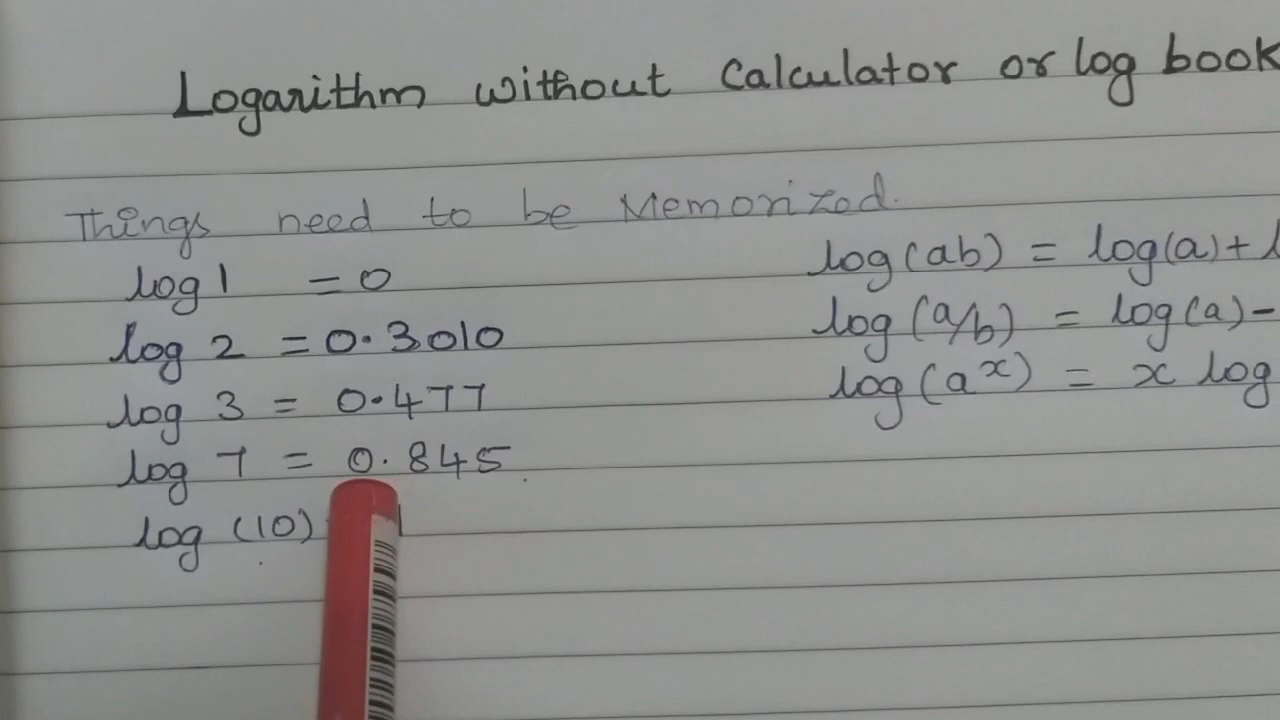 Logarithm without Calculator or log book
Things need to be Memorized.
log 1 = 0
log 2 = 0.3010
log 3 = 0.477
log 7 = 0.845
log (10)
log(ab) = log(a) +
log (a/b) = log(a) -
log (a^x) = x log